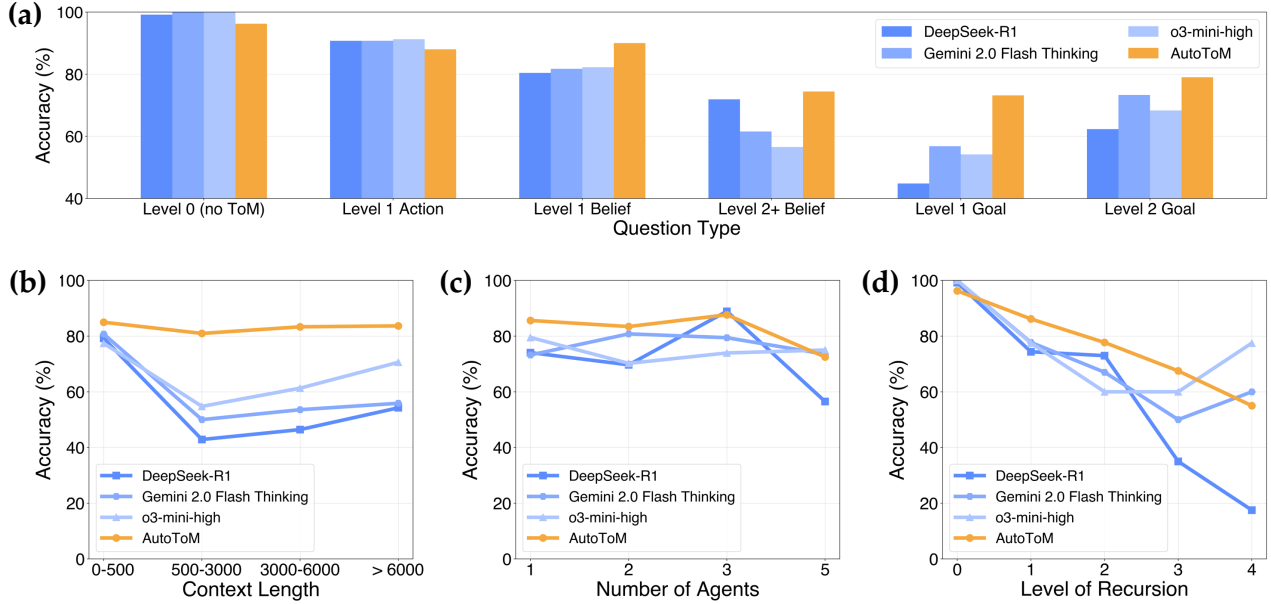 (a)
Accuracy (%)
100
80
60
40
DeepSeek-R1
Gemini 2.0 Flash Thinking
o3-mini-high
AutoToM
Level 0 (no ToM)
Level 1 Action
Level 1 Belief
Level 2+ Belief
Level 1 Goal
Level 2 Goal
Question Type
(b)
Accuracy (%)
100
80
60
40
20
0
DeepSeek-R1
Gemini 2.0 Flash Thinking
o3-mini-high
AutoToM
0-500
500-3000
3000-6000
> 6000
Context Length
(c)
Accuracy (%)
100
80
60
40
20
0
DeepSeek-R1
Gemini 2.0 Flash Thinking
o3-mini-high
AutoToM
1
2
3
5
Number of Agents
(d)
Accuracy (%)
100
80
60
40
20
0
DeepSeek-R1
Gemini 2.0 Flash Thinking
o3-mini-high
AutoToM
0
1
2
3
4
Level of Recursion